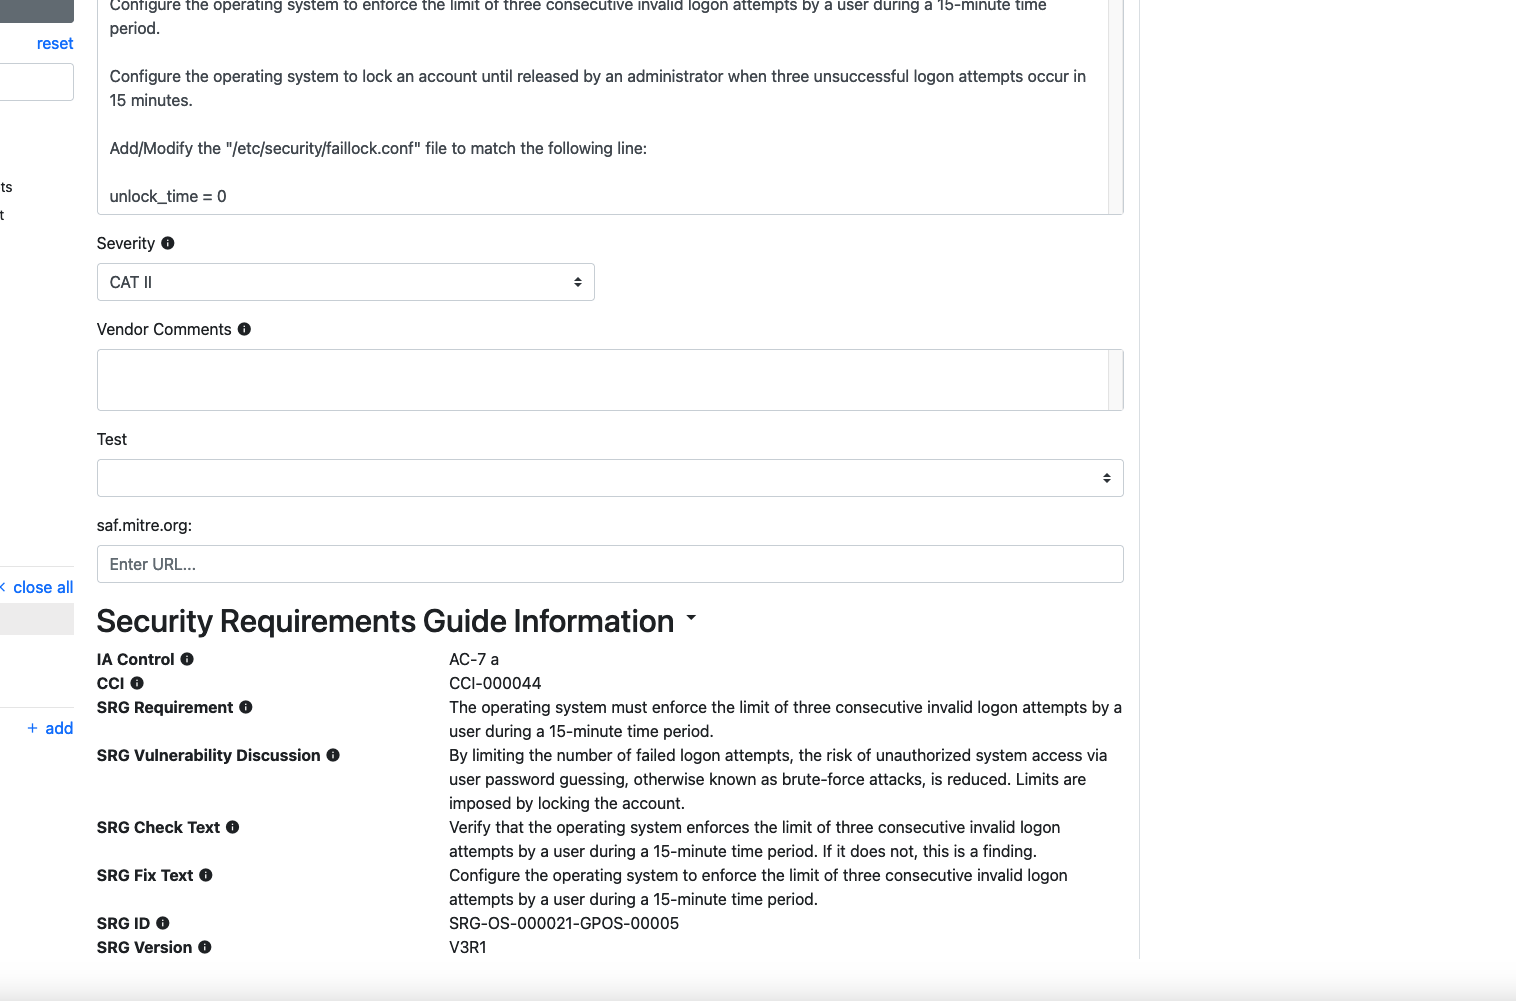 Configure the operating system to enforce the limit of three consecutive invalid logon attempts by a user during a 15-minute time
period.
reset
Configure the operating system to lock an account until released by an administrator when three unsuccessful logon attempts occur in
15 minutes.
Add/Modify the "/etc/security/faillock.conf" file to match the following line:
ts
unlock_time = 0
t
Severity
CAT II
Vendor Comments
Test
saf.mitre.org:
Enter URL...
close all
Security Requirements Guide Information
IA Control AC-7 a
CCI CCI-000044
SRG Requirement The operating system must enforce the limit of three consecutive invalid logon attempts by a
user during a 15-minute time period.
+ add
SRG Vulnerability Discussion By limiting the number of failed logon attempts, the risk of unauthorized system access via
user password guessing, otherwise known as brute-force attacks, is reduced. Limits are
imposed by locking the account.
SRG Check Text Verify that the operating system enforces the limit of three consecutive invalid logon
attempts by a user during a 15-minute time period. If it does not, this is a finding.
SRG Fix Text Configure the operating system to enforce the limit of three consecutive invalid logon
attempts by a user during a 15-minute time period.
SRG ID SRG-OS-000021-GPOS-00005
SRG Version V3R1